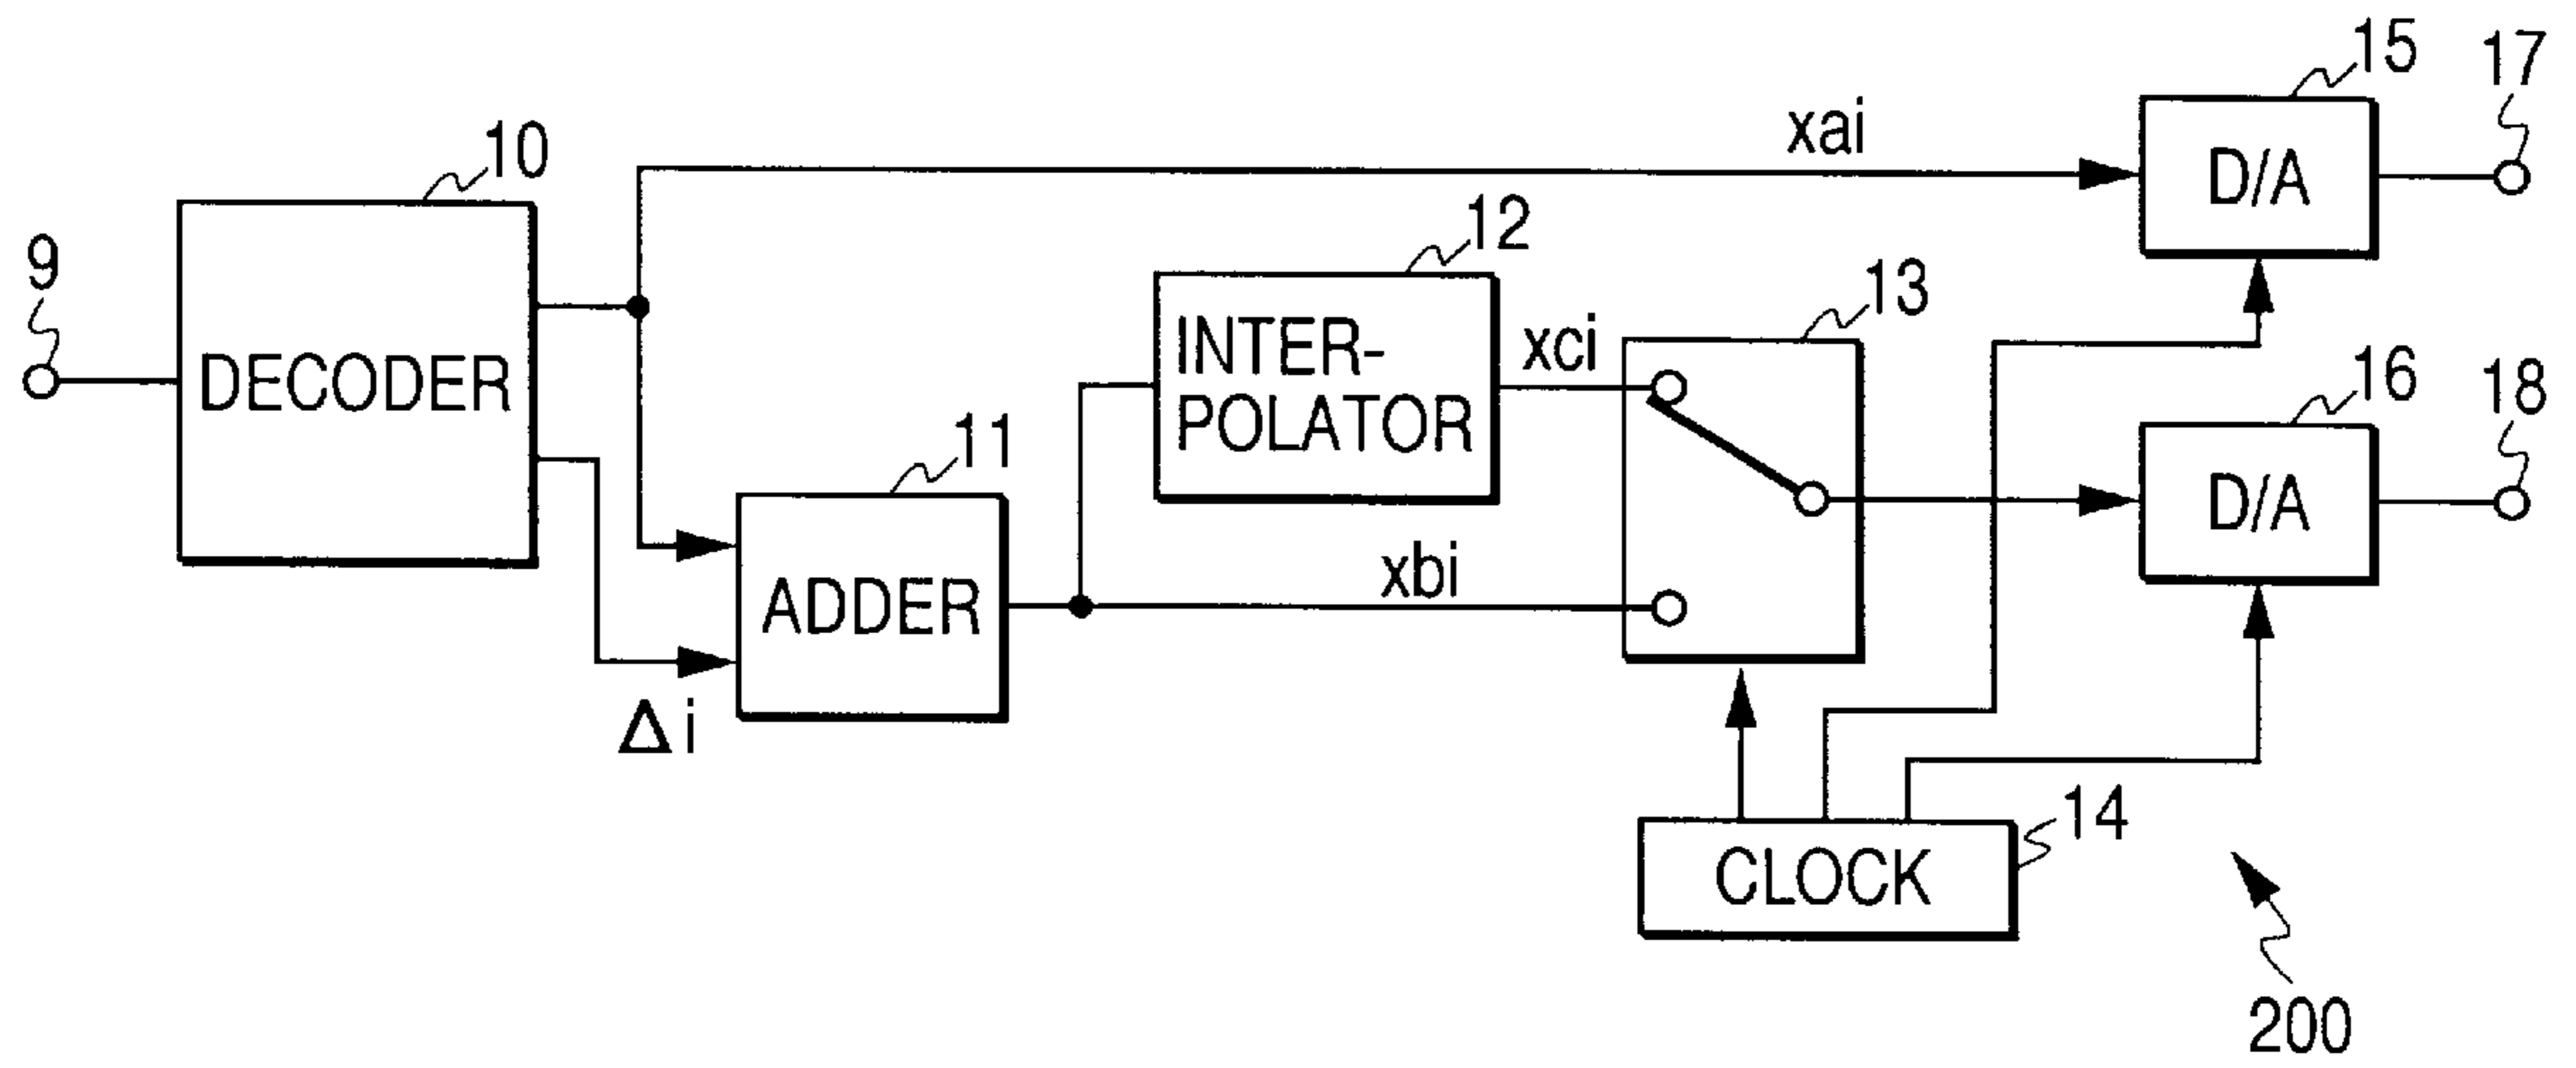 15
17
xai
D/A
10
12
9
13
INTER-
POLATOR
xci
DECODER
16
18
11
D/A
xbi
ADDER
Δi
14
CLOCK
200